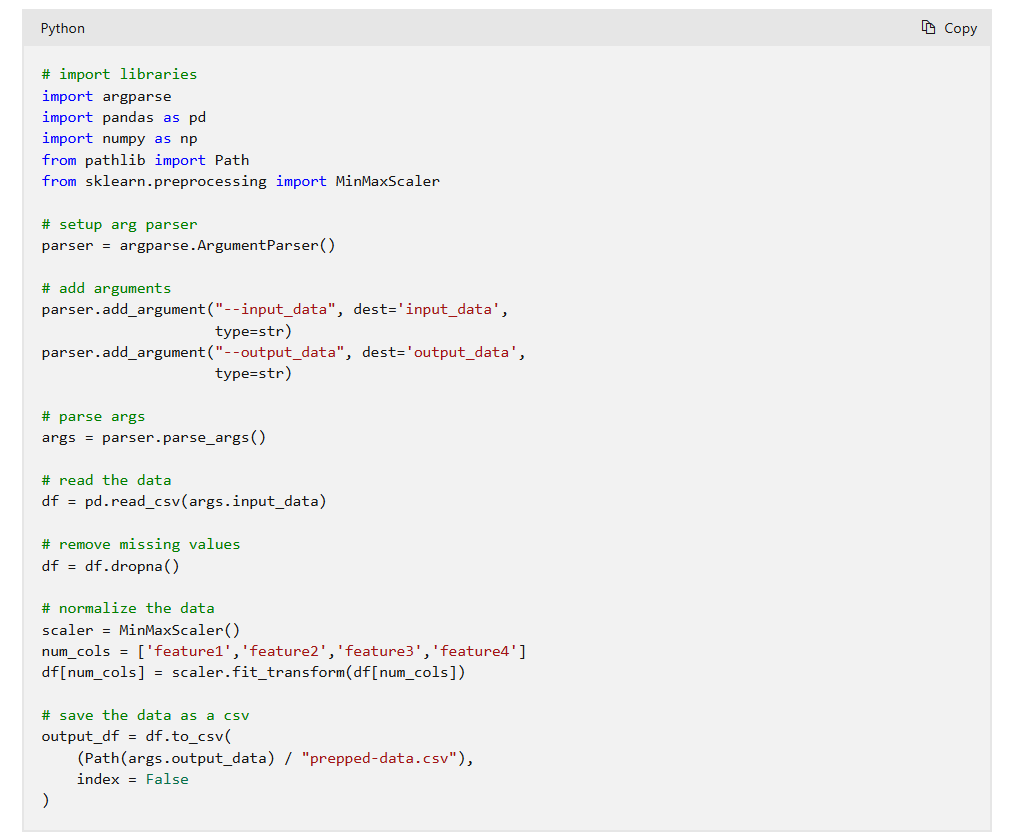 Python
Copy
# import libraries
import argparse
import pandas as pd
import numpy as np
from pathlib import Path
from sklearn.preprocessing import MinMaxScaler
# setup arg parser
parser = argparse.ArgumentParser()
# add arguments
parser.add_argument("--input_data", dest='input_data',
                    type=str)
parser.add_argument("--output_data", dest='output_data',
                    type=str)
# parse args
args = parser.parse_args()
# read the data
df = pd.read_csv(args.input_data)
# remove missing values
df = df.dropna()
# normalize the data
scaler = MinMaxScaler()
num_cols = ['feature1','feature2','feature3','feature4']
df[num_cols] = scaler.fit_transform(df[num_cols])
# save the data as a csv
output_df = df.to_csv(
    (Path(args.output_data) / "prepped-data.csv"),
    index = False
)